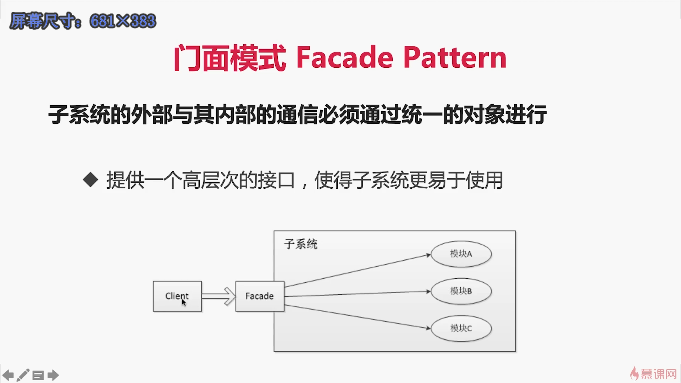 屏幕尺寸：681×383
门面模式 Facade Pattern
子系统的外部与其内部的通信必须通过统一的对象进行
◆ 提供一个高层次的接口，使得子系统更易于使用
子系统
模块A
Client
Facade
模块B
模块C
慕课网